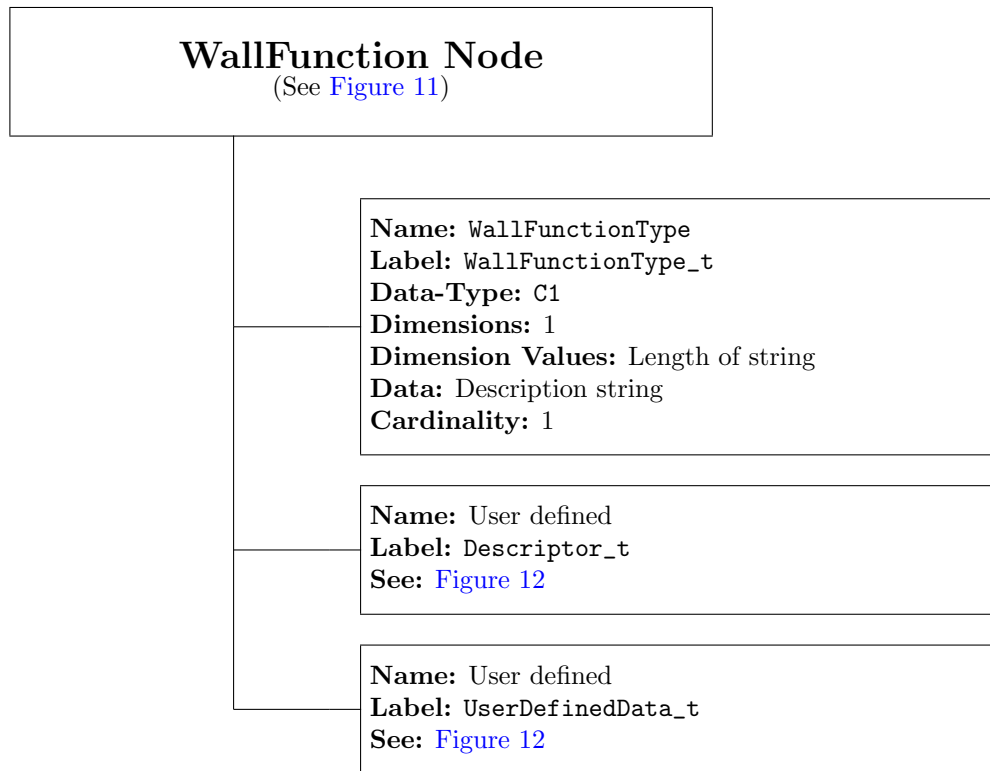 WallFunction Node
(See Figure 11)
Name: WallFunctionType
Label: WallFunctionType_t
Data-Type: C1
Dimensions: 1
Dimension Values: Length of string
Data: Description string
Cardinality: 1
Name: User defined
Label: Descriptor_t
See: Figure 12
Name: User defined
Label: UserDefinedData_t
See: Figure 12